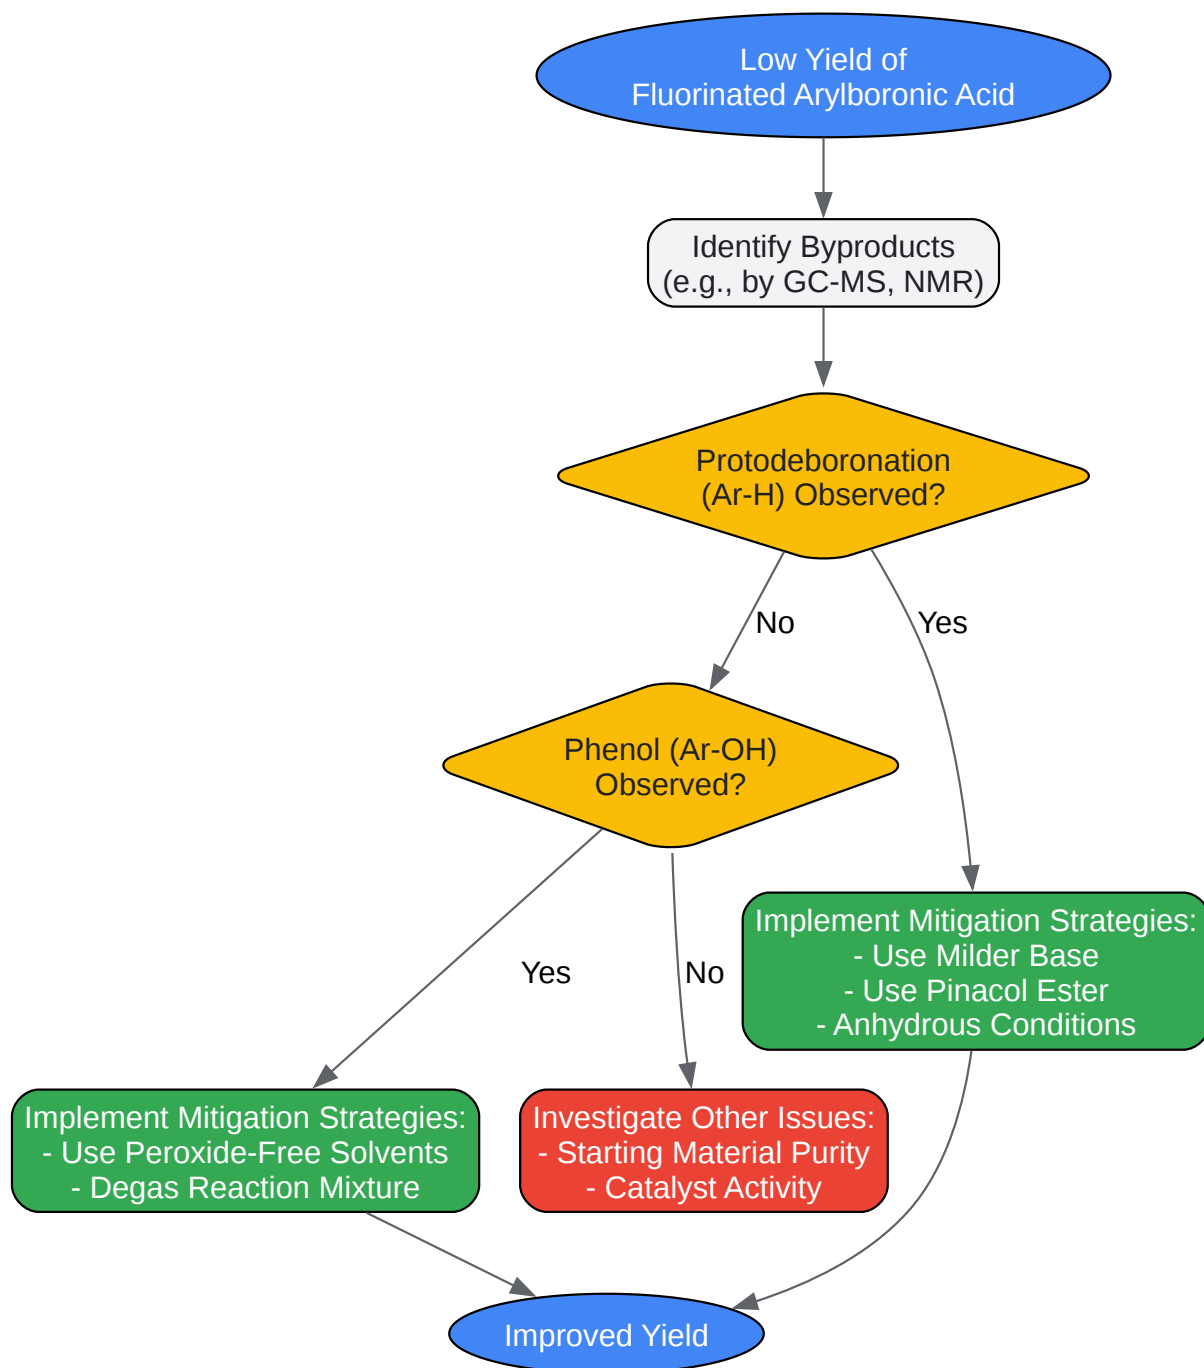 Low Yield of
Fluorinated Arylboronic Acid
Identify Byproducts
(e.g., by GC-MS, NMR)
Protodeboronation
(Ar-H) Observed?
No
Yes
Phenol (Ar-OH)
Observed?
Yes
No
Implement Mitigation Strategies:
- Use Milder Base
- Use Pinacol Ester
- Anhydrous Conditions
Implement Mitigation Strategies:
- Use Peroxide-Free Solvents
- Degas Reaction Mixture
Investigate Other Issues:
- Starting Material Purity
- Catalyst Activity
Improved Yield